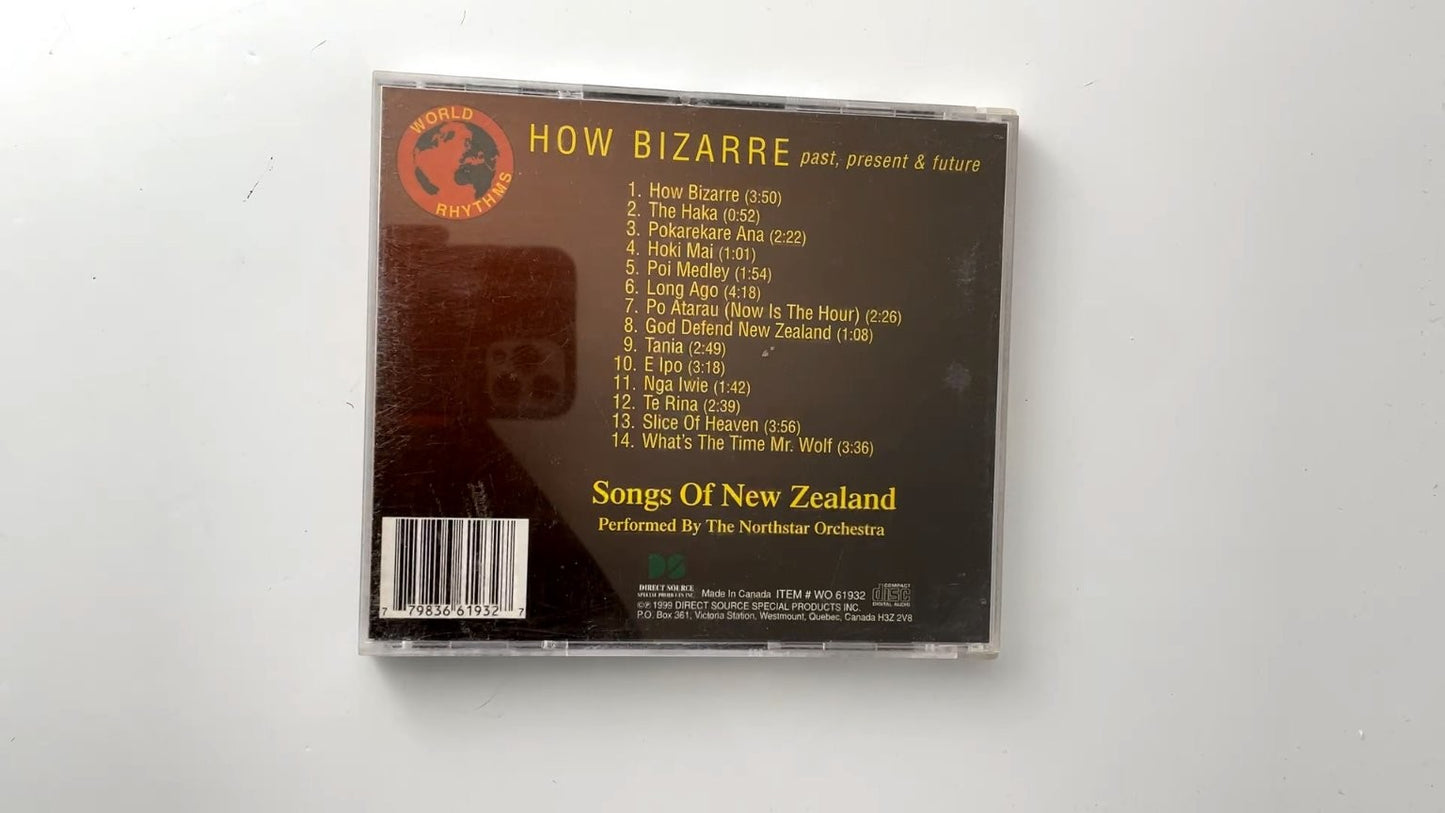 WORLD
RHYTHMS
HOW BIZARRE past, present & future
1. How Bizarre (3:50)
2. The Haka (0:52)
3. Pokarekare Ana (2:22)
4. Hoki Mai (1:01)
5. Poi Medley (1:54)
6. Long Ago (4:18)
7. Po Atarau (Now Is The Hour) (2:26)
8. God Defend New Zealand (1:08)
9. Tania (2:49)
10. E Ipo (3:18)
11. Nga Iwie (1:42)
12. Te Rina (2:39)
13. Slice Of Heaven (3:56)
14. What's The Time Mr. Wolf (3:36)
Songs Of New Zealand
Performed By The Northstar Orchestra
DS
DIRECT SOURCE
SPECIAL PRODUCTS INC.
Made In Canada ITEM # WO 61932
COMPACT
disc
DIGITAL AUDIO
©℗ 1999 DIRECT SOURCE SPECIAL PRODUCTS INC.
P.O. Box 361, Victoria Station, Westmount, Quebec, Canada H3Z 2V8
7 79836 61932 7